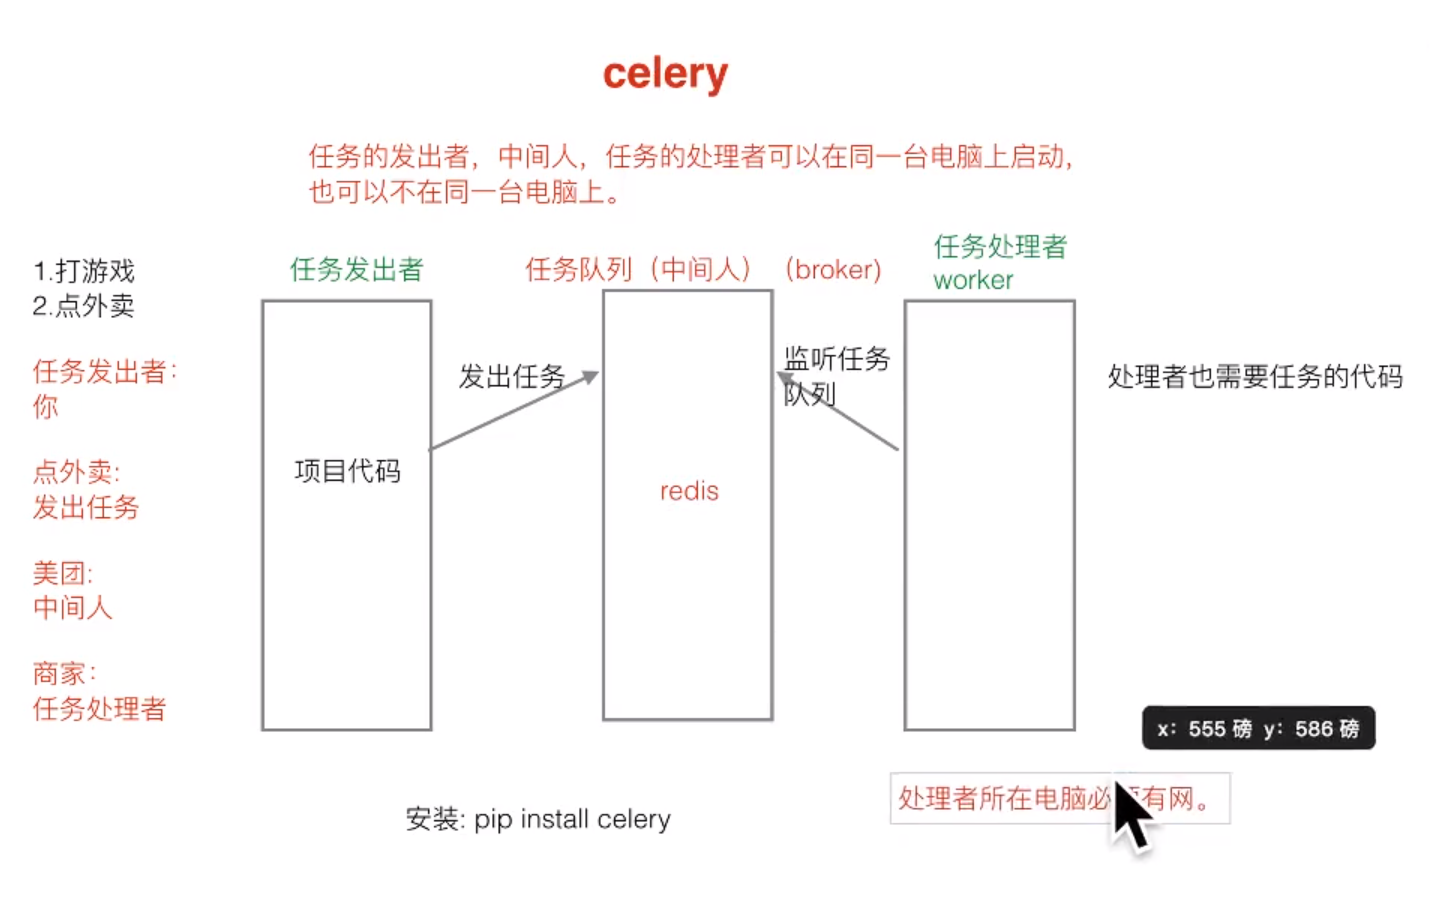 celery
任务的发出者，中间人，任务的处理者可以在同一台电脑上启动，
也可以不在同一台电脑上。
1.打游戏
2.点外卖
任务发出者：
你
点外卖：
发出任务
美团：
中间人
商家：
任务处理者
任务发出者
项目代码
发出任务
任务队列（中间人）（broker)
redis
监听任务
队列
任务处理者
worker
处理者也需要任务的代码
x：555 磅 y：586 磅
处理者所在电脑必有网。
安装: pip install celery